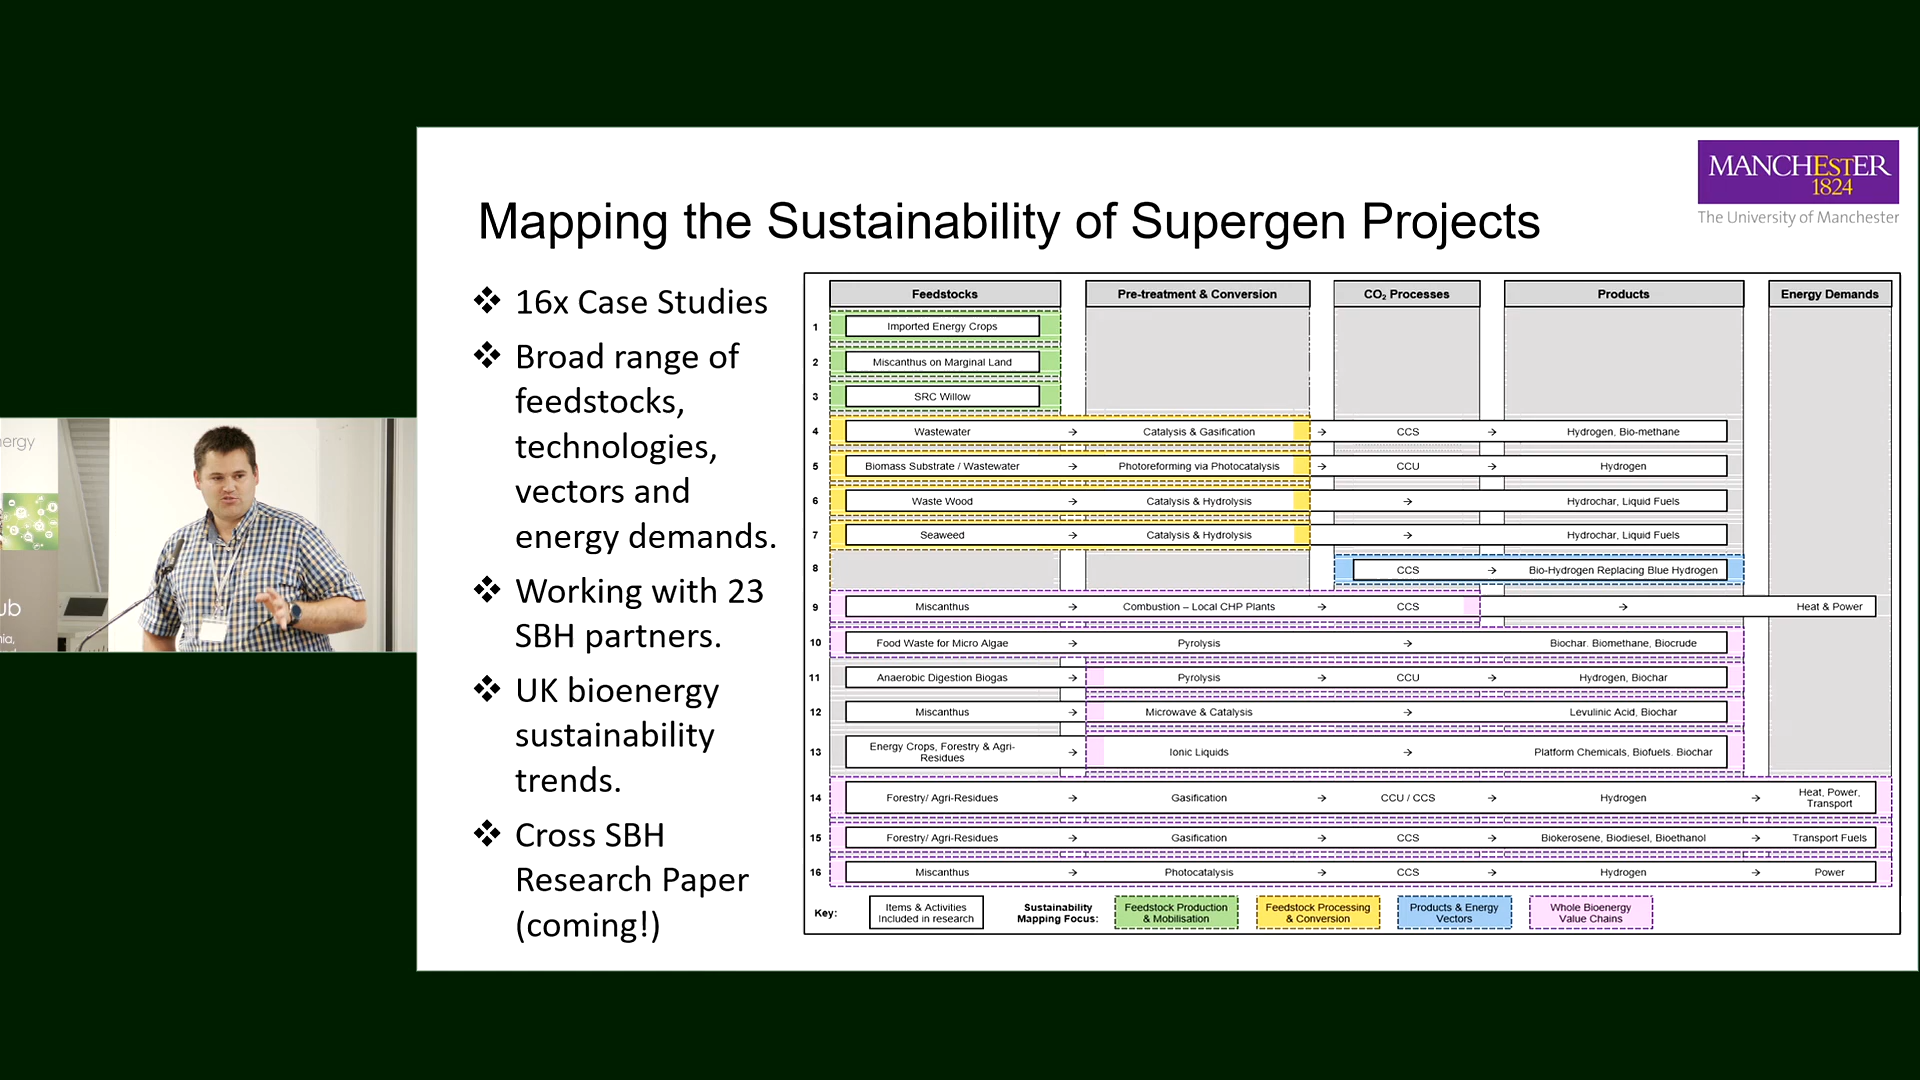 MANCHEsTER
1824
The University of Manchester
Mapping the Sustainability of Supergen Projects
❖ 16x Case Studies
❖ Broad range of
feedstocks,
technologies,
vectors and
energy demands.
❖ Working with 23
SBH partners.
❖ UK bioenergy
sustainability
trends.
❖ Cross SBH
Research Paper
(coming!)
Feedstocks Pre-treatment & Conversion CO₂ Processes Products Energy Demands
1 Imported Energy Crops
2 Miscanthus on Marginal Land
3 SRC Willow
4 Wastewater → Catalysis & Gasification → CCS → Hydrogen, Bio-methane
5 Biomass Substrate / Wastewater → Photoreforming via Photocatalysis → CCU → Hydrogen
6 Waste Wood → Catalysis & Hydrolysis → Hydrochar, Liquid Fuels
7 Seaweed → Catalysis & Hydrolysis → Hydrochar, Liquid Fuels
8 CCS → Bio-Hydrogen Replacing Blue Hydrogen
9 Miscanthus → Combustion – Local CHP Plants → CCS → Heat & Power
10 Food Waste for Micro Algae → Pyrolysis → Biochar. Biomethane, Biocrude
11 Anaerobic Digestion Biogas → Pyrolysis → CCU → Hydrogen, Biochar
12 Miscanthus → Microwave & Catalysis → Levulinic Acid, Biochar
13 Energy Crops, Forestry & Agri-
Residues → Ionic Liquids → Platform Chemicals, Biofuels. Biochar
14 Forestry/ Agri-Residues → Gasification → CCU / CCS → Hydrogen → Heat, Power,
Transport
15 Forestry/ Agri-Residues → Gasification → CCS → Biokerosene, Biodiesel, Bioethanol → Transport Fuels
16 Miscanthus → Photocatalysis → CCS → Hydrogen → Power
Key:
Items & Activities
Included in research
Sustainability
Mapping Focus:
Feedstock Production
& Mobilisation
Feedstock Processing
& Conversion
Products & Energy
Vectors
Whole Bioenergy
Value Chains
nergy
ub
nia,